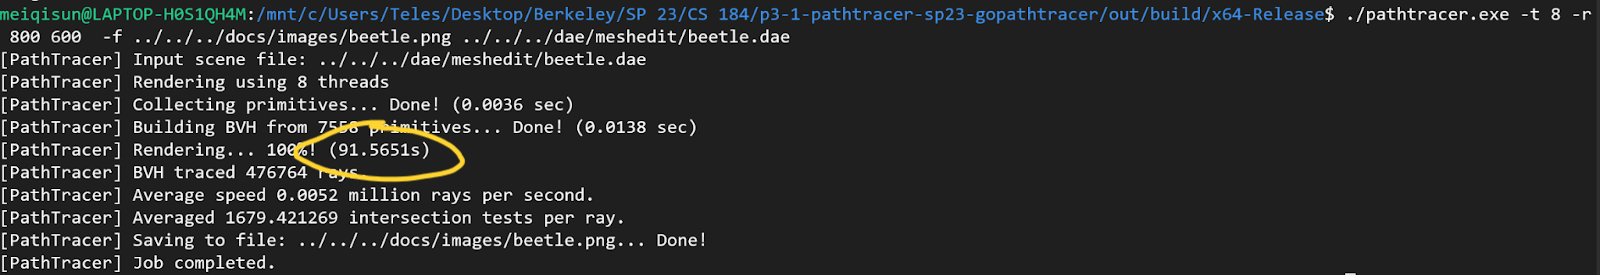 meiqisun@LAPTOP-H0S1QH4M:/mnt/c/Users/Teles/Desktop/Berkeley/SP 23/CS 184/p3-1-pathtracer-sp23-gopathtracer/out/build/x64-Release$ ./pathtracer.exe -t 8 -r
800 600  -f ../../../docs/images/beetle.png ../../../dae/meshedit/beetle.dae
[PathTracer] Input scene file: ../../../dae/meshedit/beetle.dae
[PathTracer] Rendering using 8 threads
[PathTracer] Collecting primitives... Done! (0.0036 sec)
[PathTracer] Building BVH from 7558 primitives... Done! (0.0138 sec)
[PathTracer] Rendering... 100%! (91.5651s)
[PathTracer] BVH traced 476764 rays.
[PathTracer] Average speed 0.0052 million rays per second.
[PathTracer] Averaged 1679.421269 intersection tests per ray.
[PathTracer] Saving to file: ../../../docs/images/beetle.png... Done!
[PathTracer] Job completed.